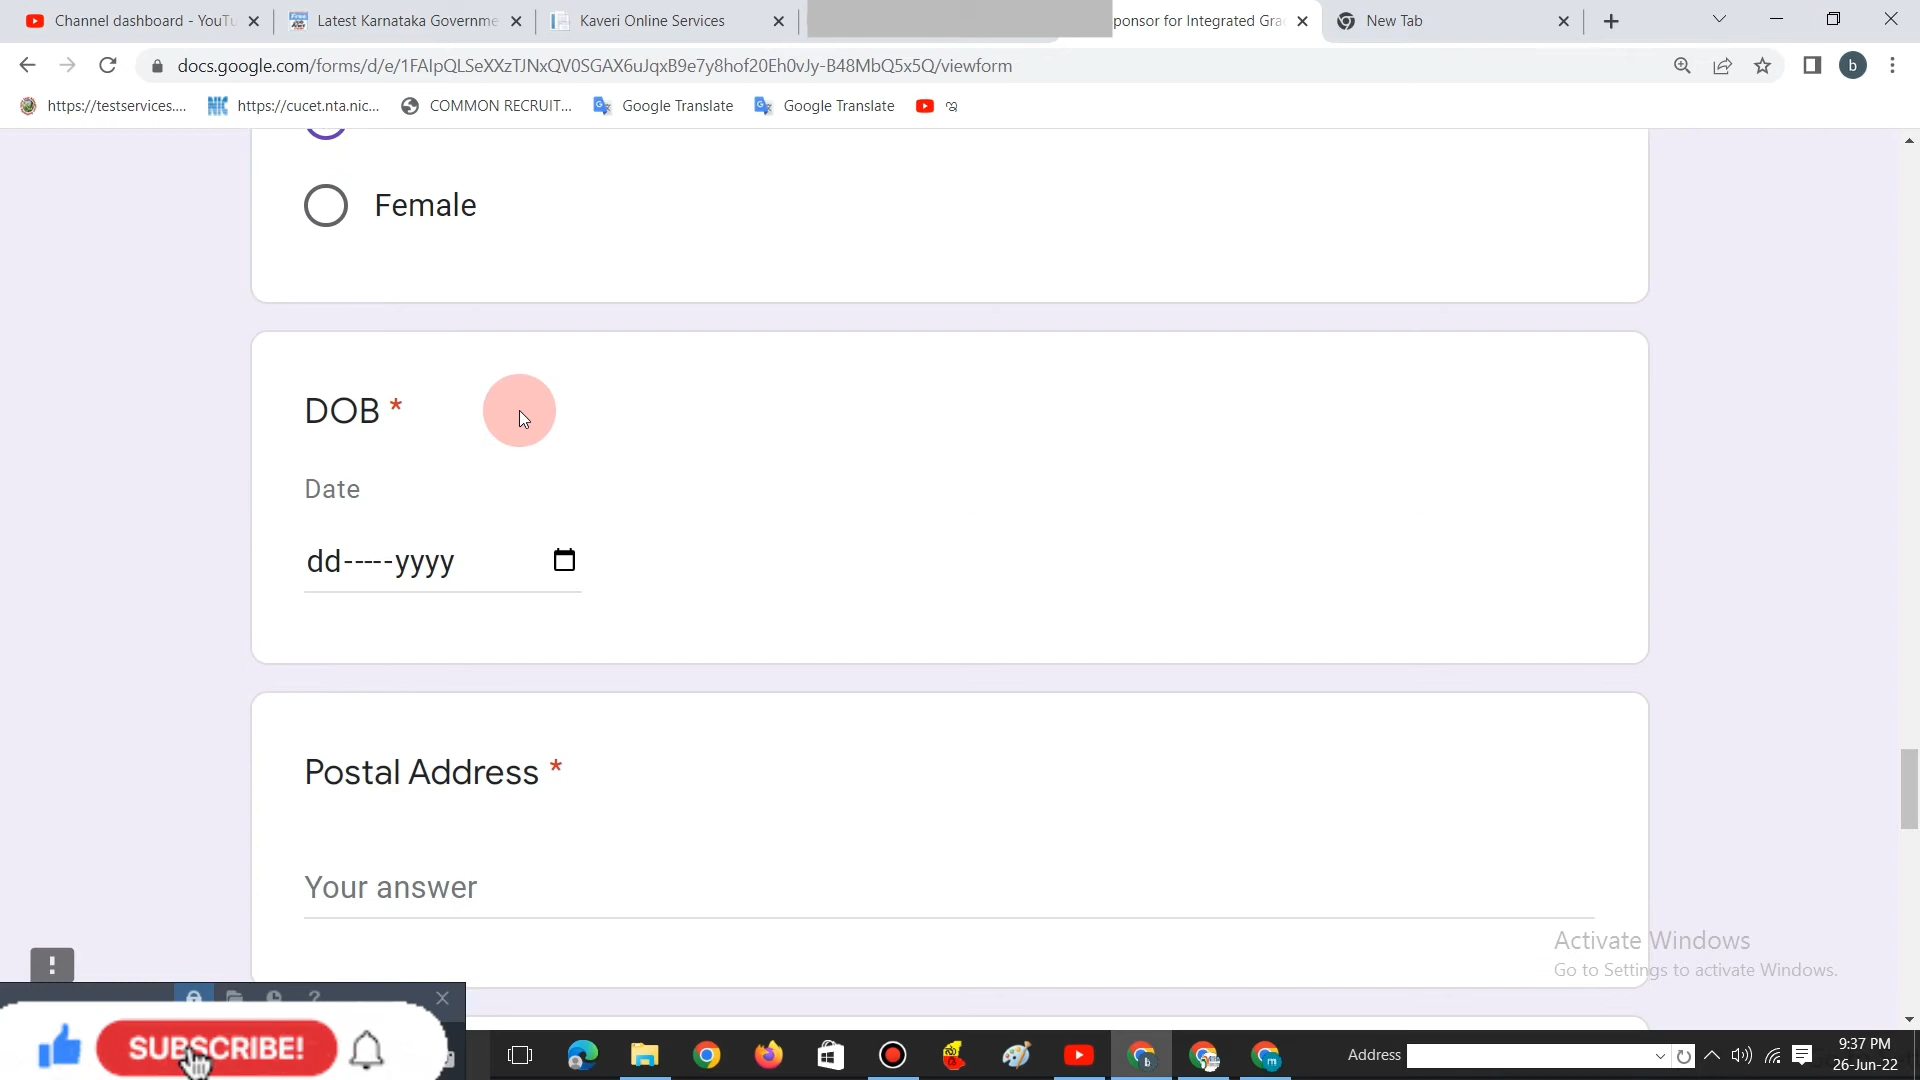 Channel dashboard - YouTu
Latest Karnataka Governme
Kaveri Online Services
ponsor for Integrated Gra
New Tab
docs.google.com/forms/d/e/1FAIpQLSeXXzTJNxQV0SGAX6uJqxB9e7y8hof20Eh0vJy-B48MbQ5x5Q/viewform
b
https://testservices....
https://cucet.nta.nic...
COMMON RECRUIT...
Google Translate
Google Translate
Female
DOB *
Date
dd-----yyyy
Postal Address *
Your answer
Activate Windows
Go to Settings to activate Windows.
SUBSCRIBE!
Address
9:37 PM
26-Jun-22